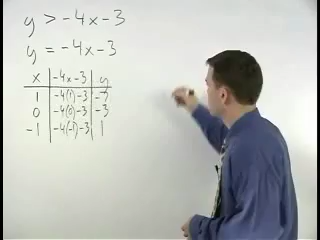 y > -4x-3
y = -4x-3
x | -4x-3 | y
1 | -4(1)-3 | -7
0 | -4(0)-3 | -3
-1 | -4(-1)-3 | 1